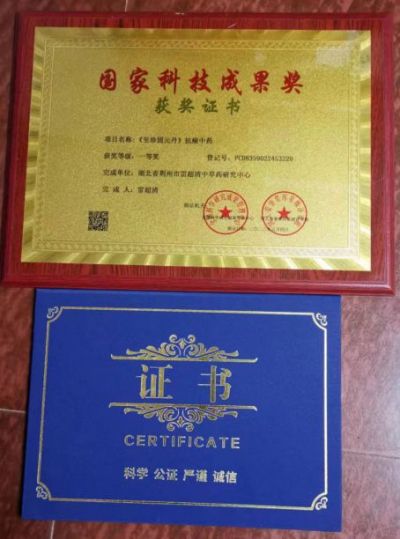 国家科技成果奖
获奖证书
项目名称：《至臻固元丹》抗癌中药
获奖等级：一等奖 登记号：PCDR359022453220
完成单位：湖北省荆州市雷超清中草药研究中心
完 成 人：雷超清
证书
CERTIFICATE
科学 公证 严谨 诚信